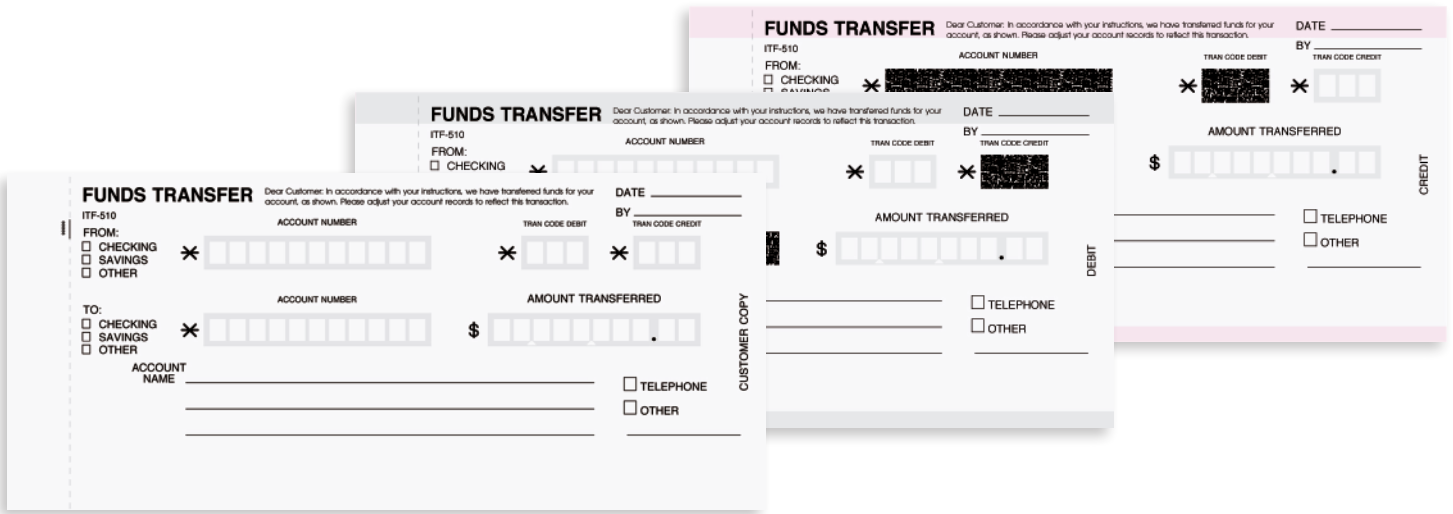 FUNDS TRANSFER Dear Customer: In accordance with your instructions, we have transferred funds for your DATE
account, as shown. Please adjust your account records to reflect this transaction.
BY
ITF-510
ACCOUNT NUMBER TRAN CODE DEBIT TRAN CODE CREDIT
FROM:
CHECKING
SAVINGS
AMOUNT TRANSFERRED
$
CREDIT
TELEPHONE
OTHER
FUNDS TRANSFER Dear Customer: In accordance with your instructions, we have transferred funds for your DATE
account, as shown. Please adjust your account records to reflect this transaction.
BY
ITF-510
ACCOUNT NUMBER TRAN CODE DEBIT TRAN CODE CREDIT
FROM:
CHECKING
AMOUNT TRANSFERRED
$ .
DEBIT
TELEPHONE
OTHER
FUNDS TRANSFER Dear Customer: In accordance with your instructions, we have transferred funds for your DATE
account, as shown. Please adjust your account records to reflect this transaction.
BY
ITF-510
ACCOUNT NUMBER TRAN CODE DEBIT TRAN CODE CREDIT
FROM:
CHECKING
SAVINGS
OTHER
ACCOUNT NUMBER AMOUNT TRANSFERRED
TO:
CHECKING
SAVINGS $ .
OTHER
CUSTOMER COPY
ACCOUNT
NAME
TELEPHONE
OTHER